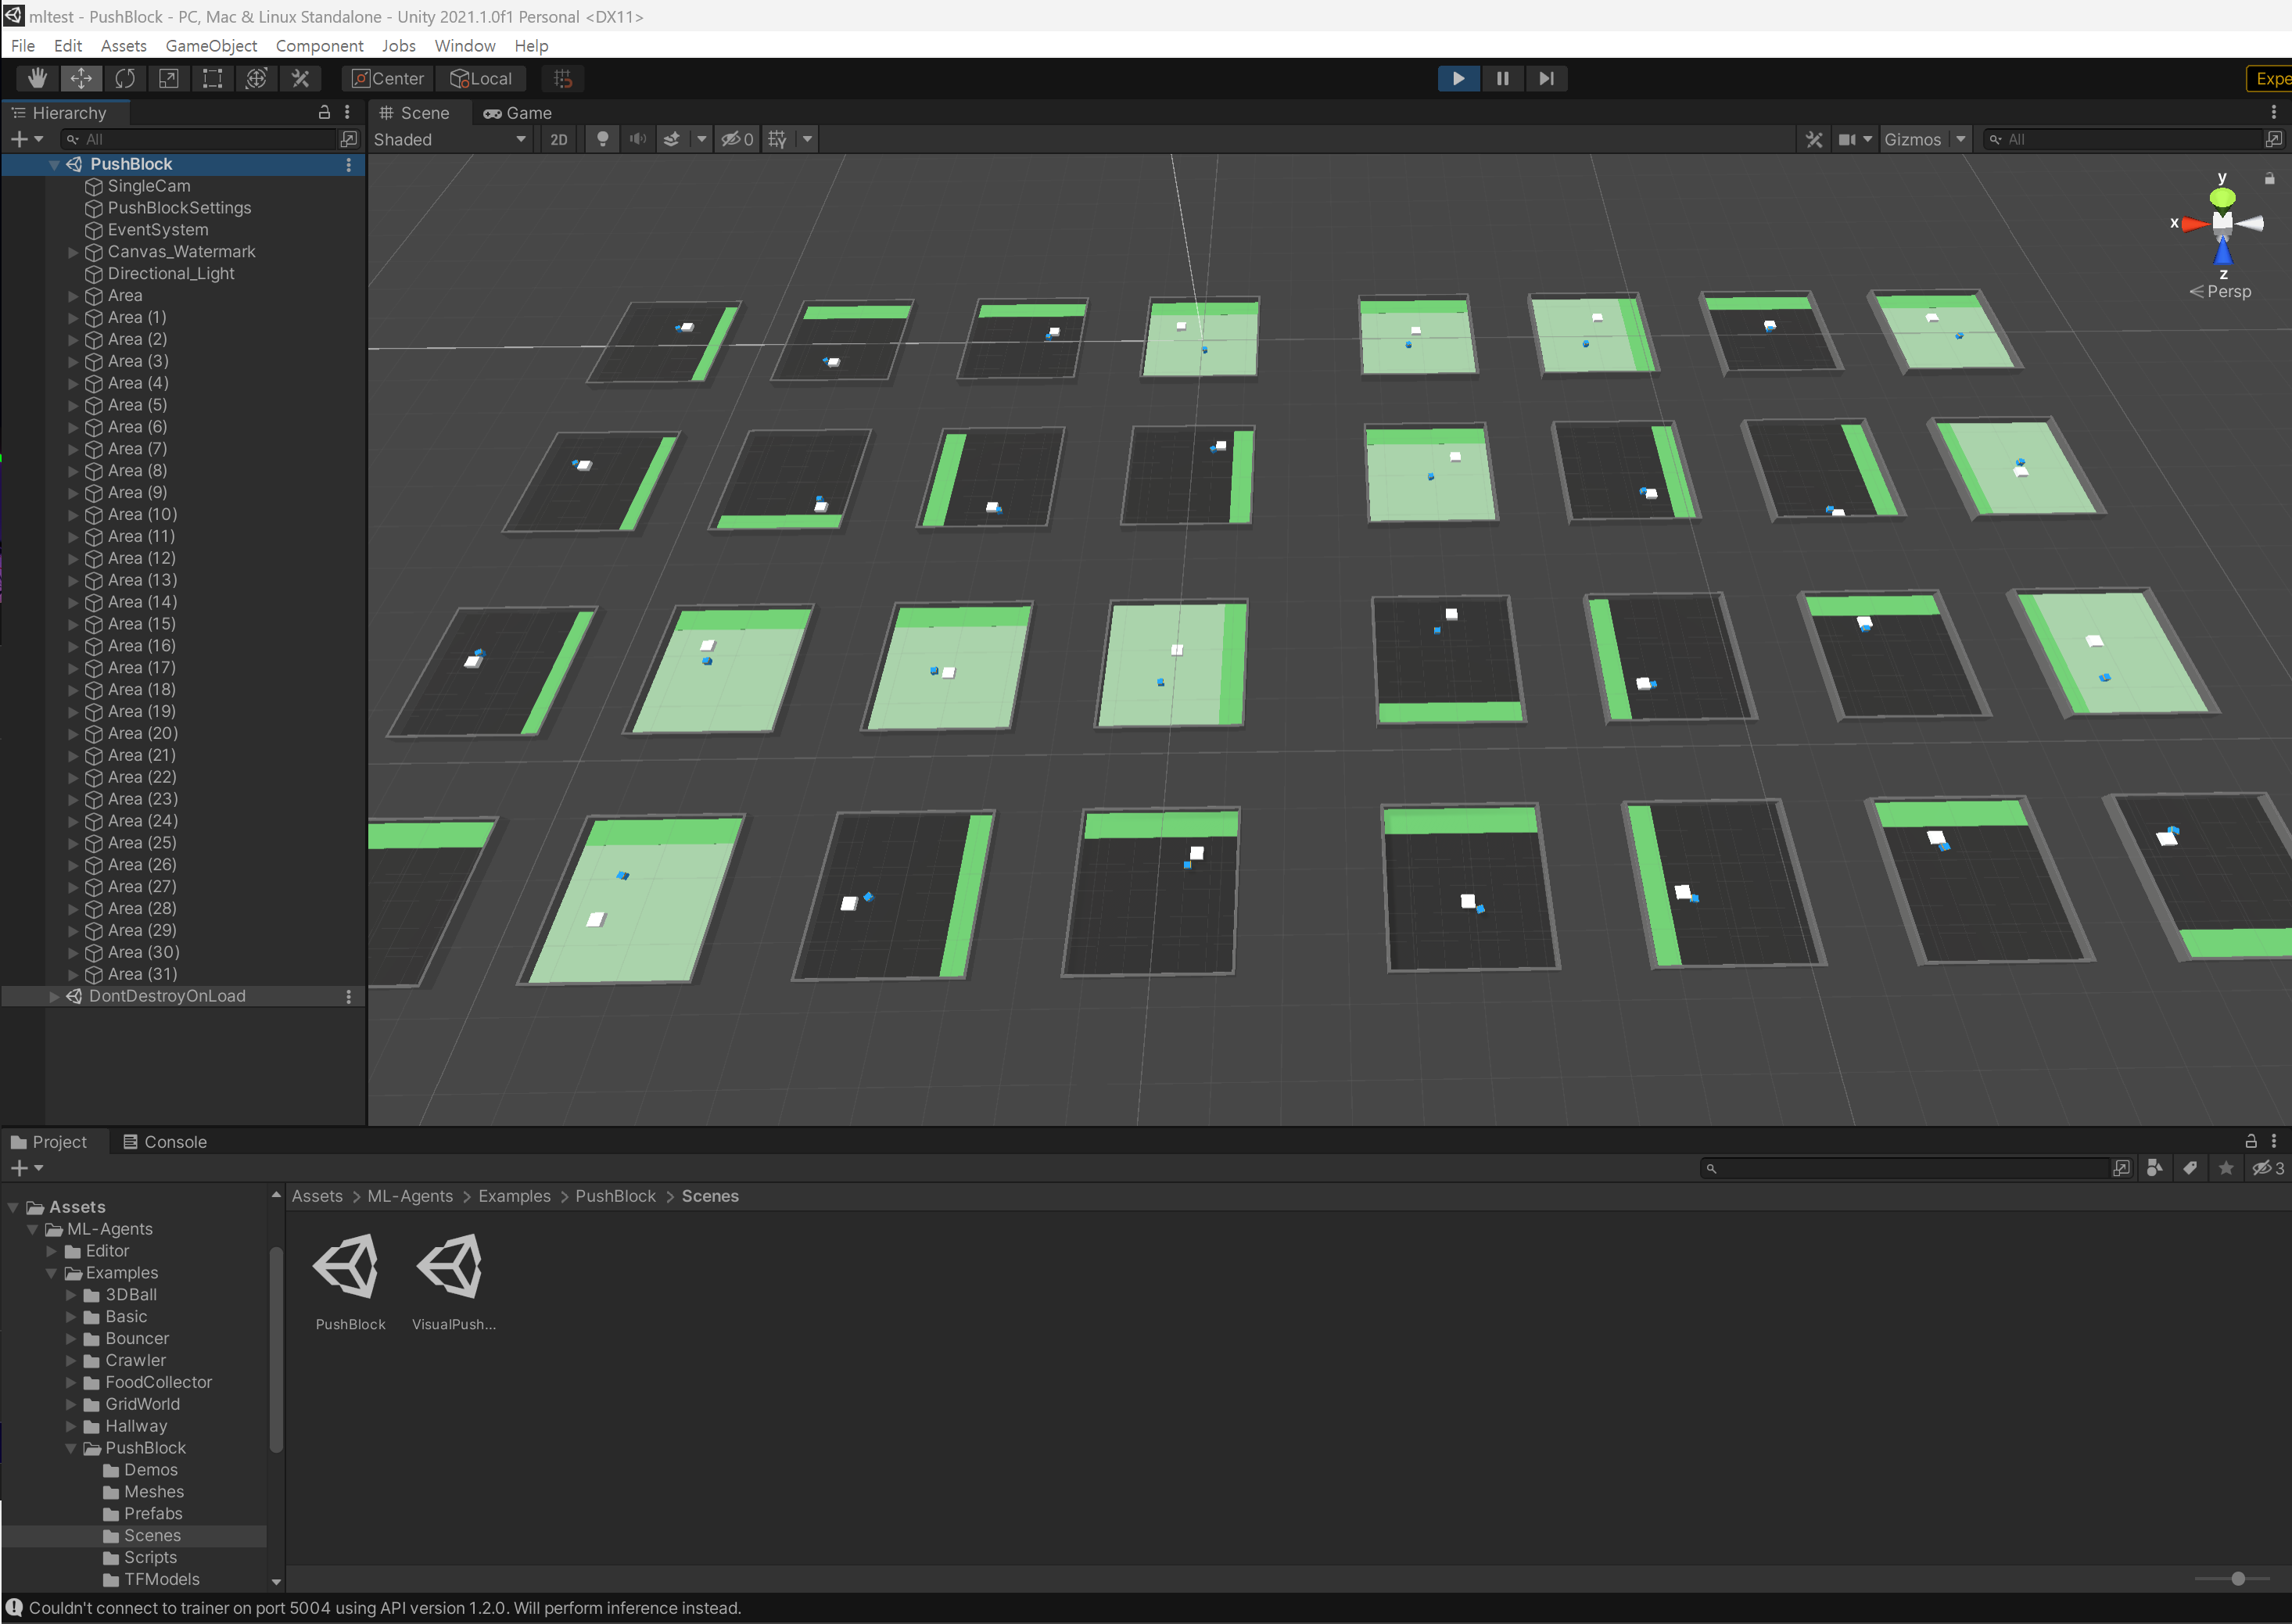 mltest - PushBlock - PC, Mac & Linux Standalone - Unity 2021.1.0f1 Personal <DX11>
File Edit Assets GameObject Component Jobs Window Help
Center Local Expe
Hierarchy
All
PushBlock
SingleCam
PushBlockSettings
EventSystem
Canvas_Watermark
Directional_Light
Area
Area (1)
Area (2)
Area (3)
Area (4)
Area (5)
Area (6)
Area (7)
Area (8)
Area (9)
Area (10)
Area (11)
Area (12)
Area (13)
Area (14)
Area (15)
Area (16)
Area (17)
Area (18)
Area (19)
Area (20)
Area (21)
Area (22)
Area (23)
Area (24)
Area (25)
Area (26)
Area (27)
Area (28)
Area (29)
Area (30)
Area (31)
DontDestroyOnLoad
Scene Game
Shaded 2D 0 Gizmos All
y
x
z
Persp
Project Console
3
Assets
ML-Agents
Editor
Examples
3DBall
Basic
Bouncer
Crawler
FoodCollector
GridWorld
Hallway
PushBlock
Demos
Meshes
Prefabs
Scenes
Scripts
TFModels
Assets > ML-Agents > Examples > PushBlock > Scenes
PushBlock VisualPush...
Couldn't connect to trainer on port 5004 using API version 1.2.0. Will perform inference instead.